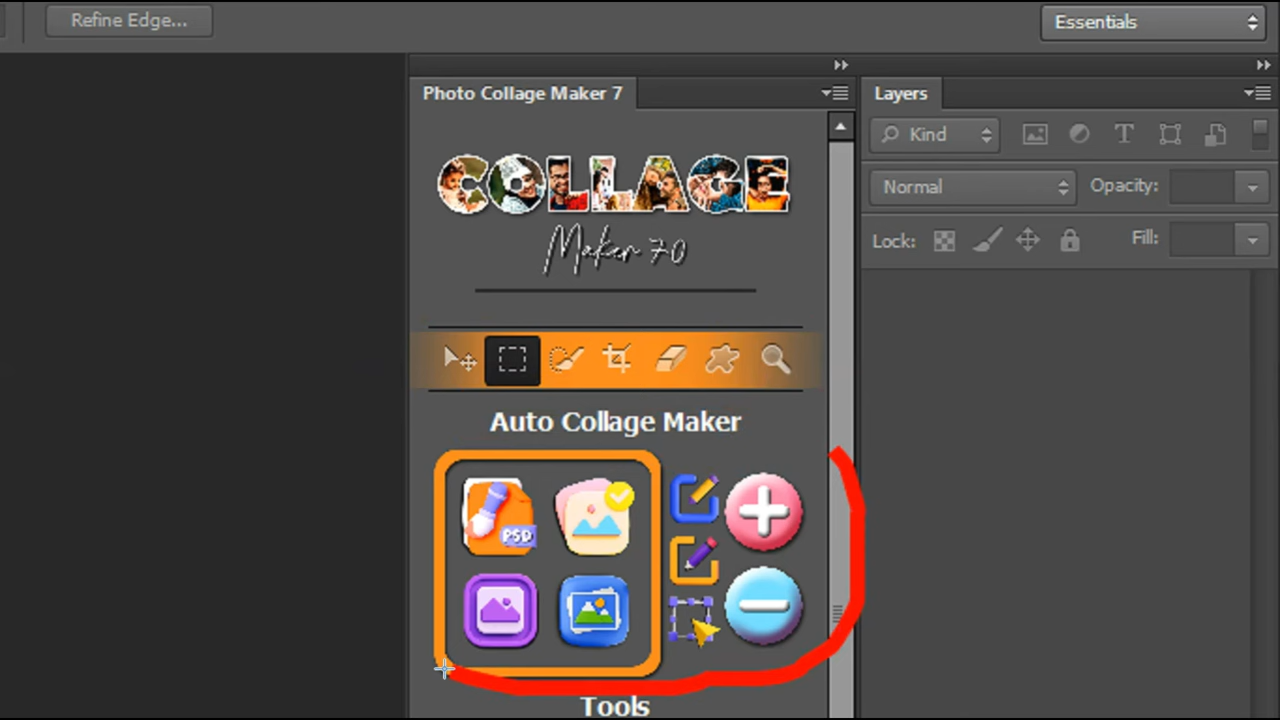 Refine Edge...
Essentials
Photo Collage Maker 7
Layers
Kind
T
Normal
Opacity:
Lock:
Fill:
COLLAGE
Maker 7.0
Auto Collage Maker
PSD
Tools